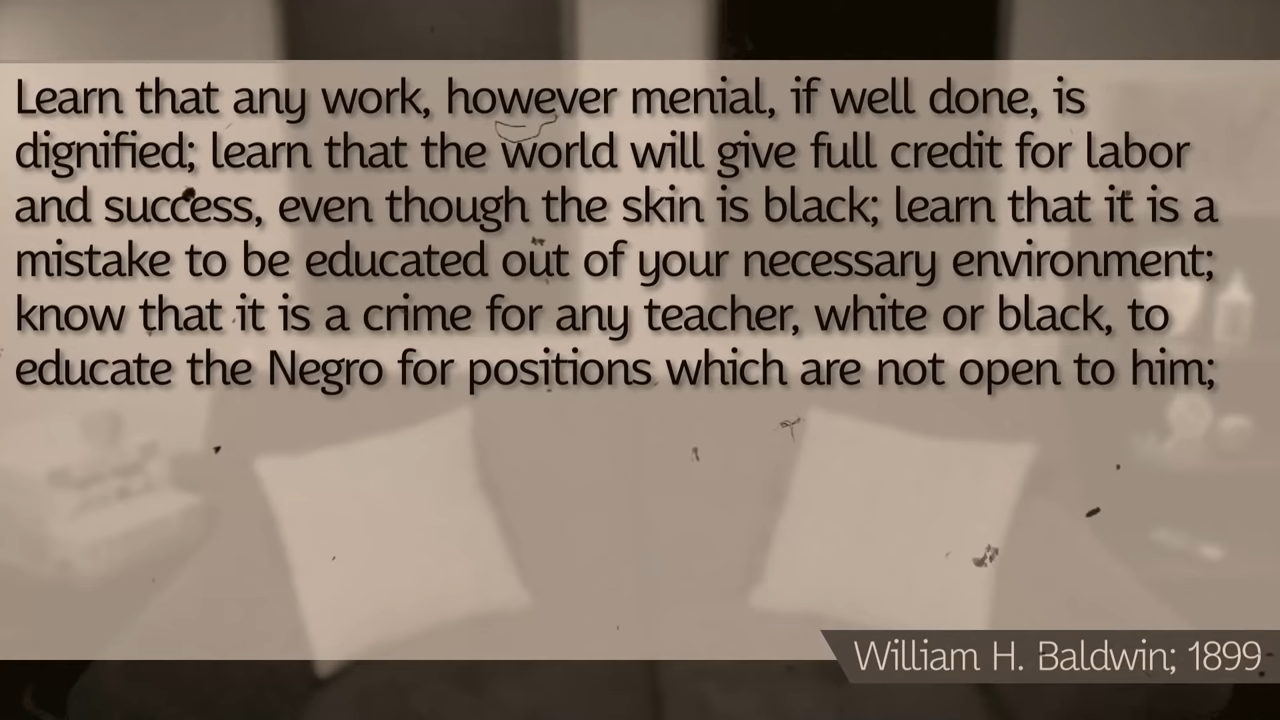 Learn that any work, however menial, if well done, is
dignified; learn that the world will give full credit for labor
and success, even though the skin is black; learn that it is a
mistake to be educated out of your necessary environment;
know that it is a crime for any teacher, white or black, to
educate the Negro for positions which are not open to him;
William H. Baldwin; 1899